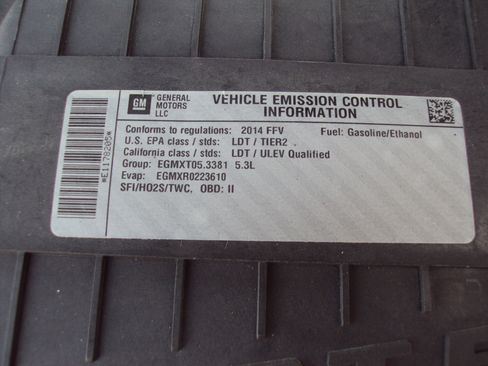 GM
GENERAL MOTORS LLC
VEHICLE EMISSION CONTROL INFORMATION
Conforms to regulations: 2014 FFV Fuel: Gasoline/Ethanol
U.S. EPA class / stds: LDT / TIER2
California class / stds: LDT / ULEV Qualified
Group: EGMXT05.3381 5.3L
Evap: EGMXR0223610
SFI/HO2S/TWC, OBD: II
*E1178205*